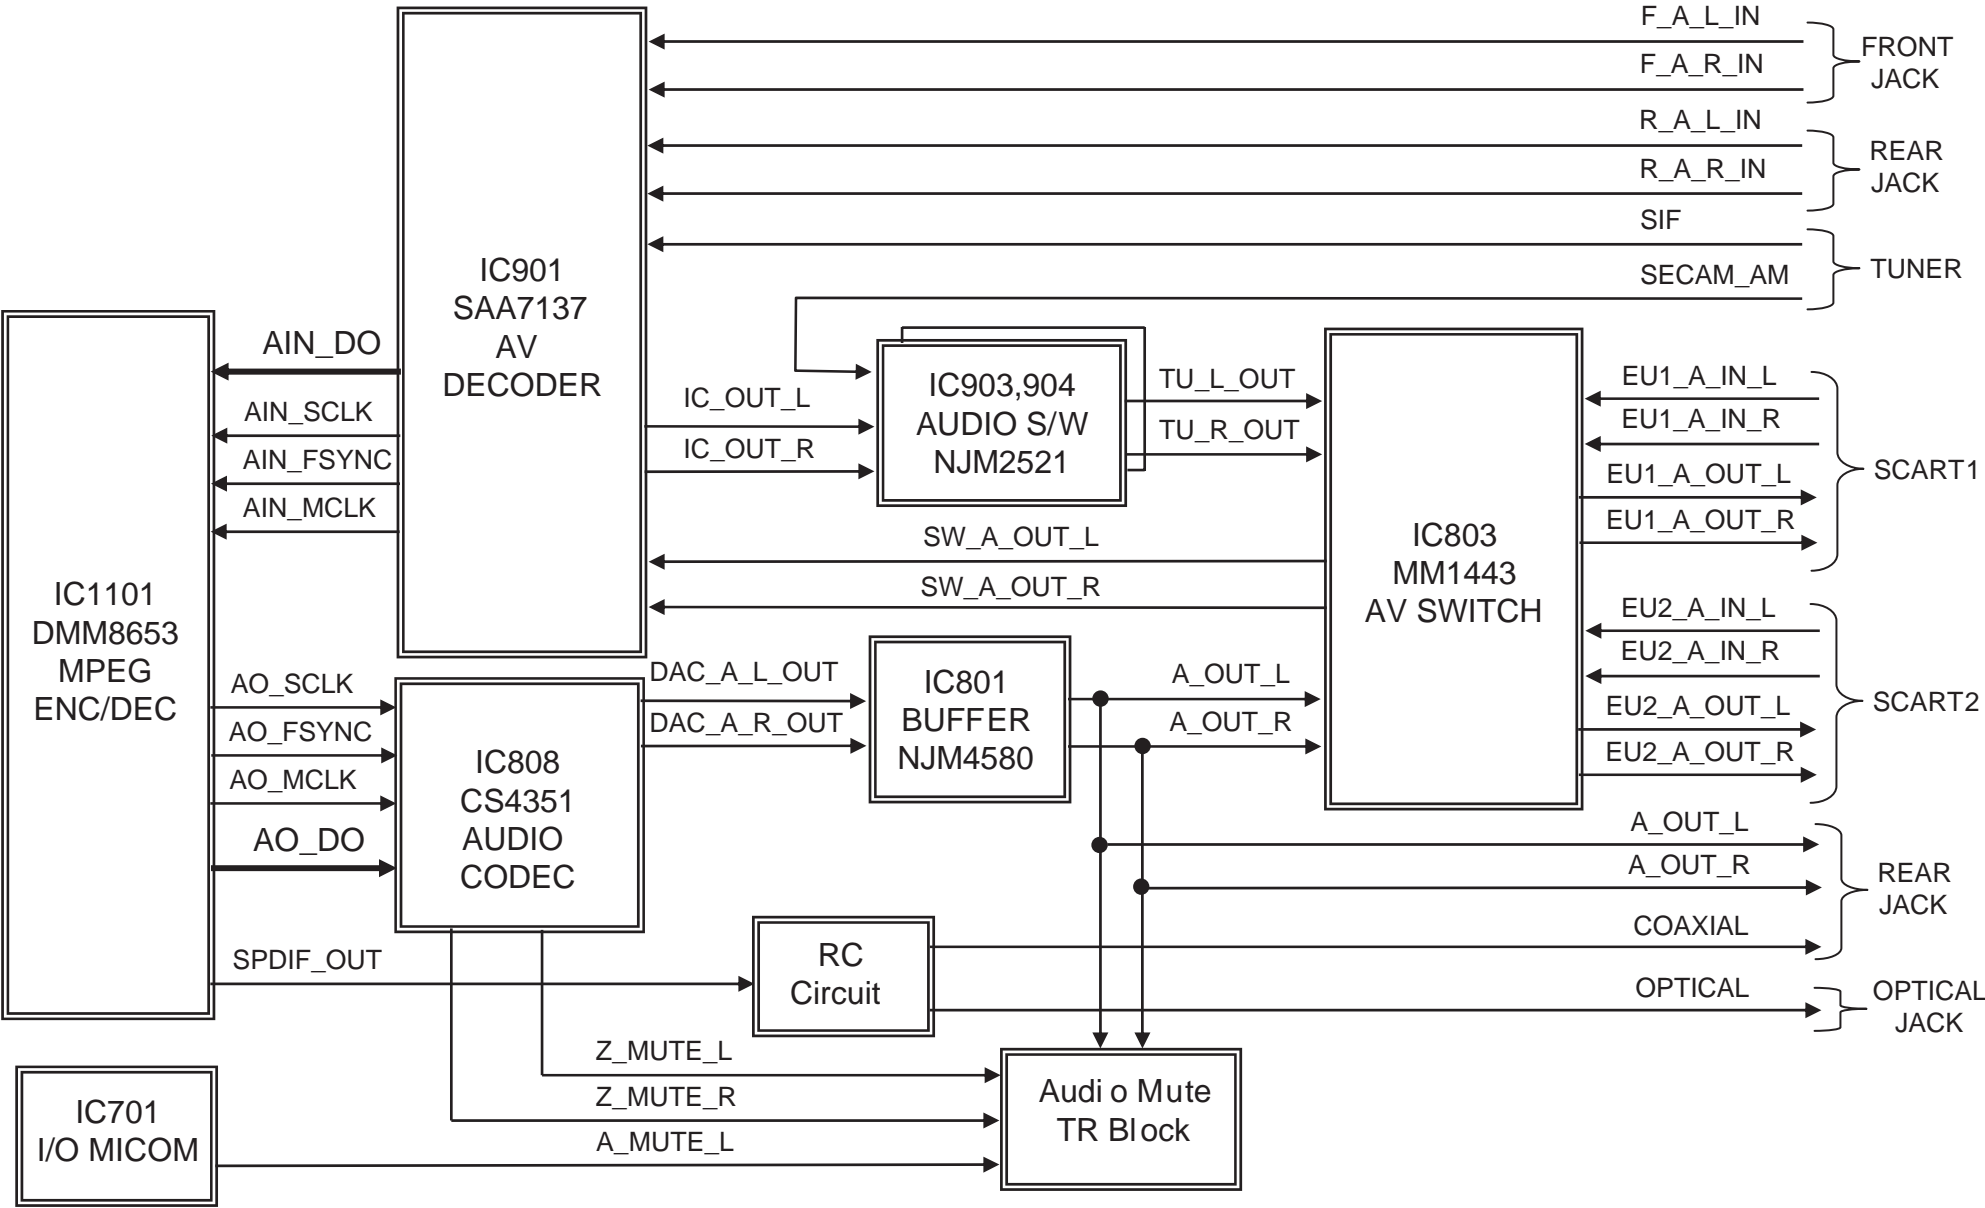 F_A_L_IN
F_A_R_IN
FRONT
JACK
R_A_L_IN
R_A_R_IN
REAR
JACK
SIF
SECAM_AM
TUNER
IC901
SAA7137
AV
DECODER
AIN_DO
AIN_SCLK
AIN_FSYNC
AIN_MCLK
IC_OUT_L
IC_OUT_R
IC903,904
AUDIO S/W
NJM2521
TU_L_OUT
TU_R_OUT
SW_A_OUT_L
SW_A_OUT_R
IC803
MM1443
AV SWITCH
EU1_A_IN_L
EU1_A_IN_R
EU1_A_OUT_L
EU1_A_OUT_R
SCART1
EU2_A_IN_L
EU2_A_IN_R
EU2_A_OUT_L
EU2_A_OUT_R
SCART2
IC1101
DMM8653
MPEG
ENC/DEC
AO_SCLK
AO_FSYNC
AO_MCLK
AO_DO
IC808
CS4351
AUDIO
CODEC
DAC_A_L_OUT
DAC_A_R_OUT
IC801
BUFFER
NJM4580
A_OUT_L
A_OUT_R
A_OUT_L
A_OUT_R
COAXIAL
REAR
JACK
SPDIF_OUT
RC
Circuit
OPTICAL
OPTICAL
JACK
Z_MUTE_L
Z_MUTE_R
A_MUTE_L
Audio Mute
TR Block
IC701
I/O MICOM